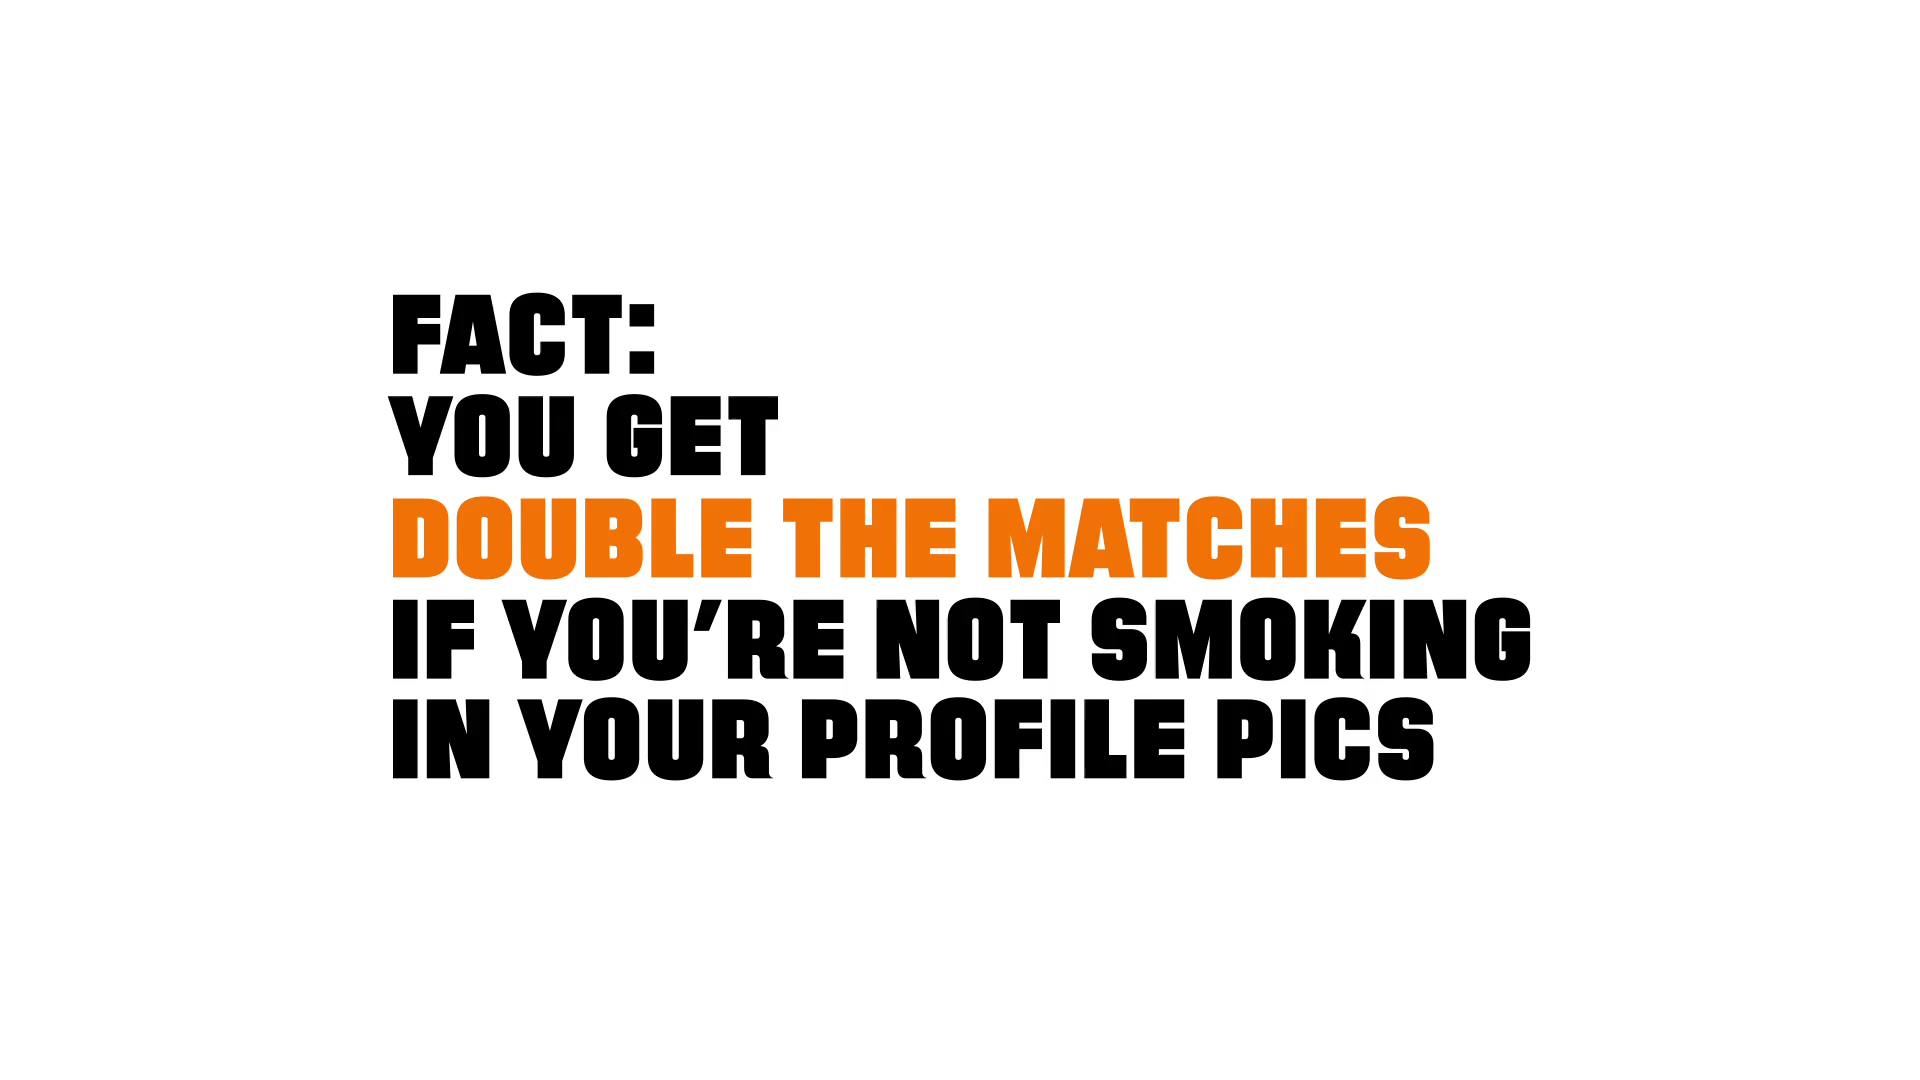 FACT:
YOU GET
DOUBLE THE MATCHES
IF YOU’RE NOT SMOKING
IN YOUR PROFILE PICS